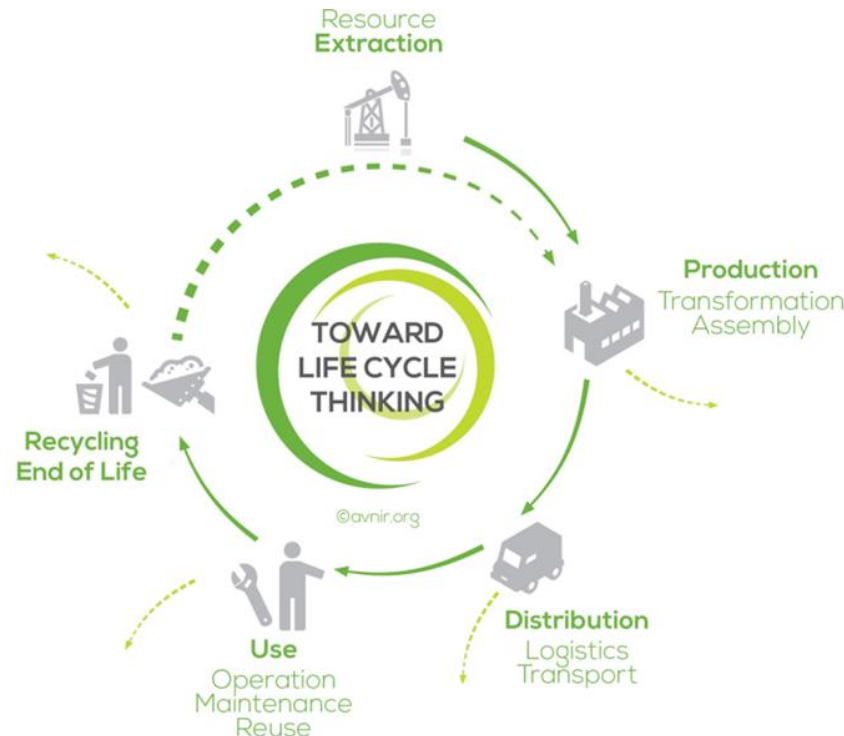 Resource
Extraction
Production
Transformation
Assembly
TOWARD
LIFE CYCLE
THINKING
Recycling
End of Life
©avnir.org
Distribution
Logistics
Transport
Use
Operation
Maintenance
Reuse